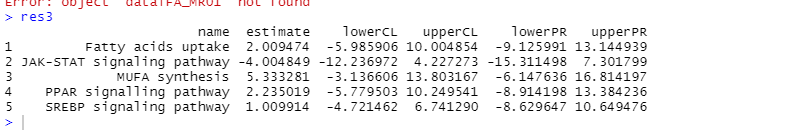 Error: object 'dataTFA_MR01' not found
> res3
name estimate lowerCL upperCL lowerPR upperPR
1 Fatty acids uptake 2.009474 -5.985906 10.004854 -9.125991 13.144939
2 JAK-STAT signaling pathway -4.004849 -12.236972 4.227273 -15.311498 7.301799
3 MUFA synthesis 5.333281 -3.136606 13.803167 -6.147636 16.814197
4 PPAR signalling pathway 2.235019 -5.779503 10.249541 -8.914198 13.384236
5 SREBP signaling pathway 1.009914 -4.721462 6.741290 -8.629647 10.649476
>